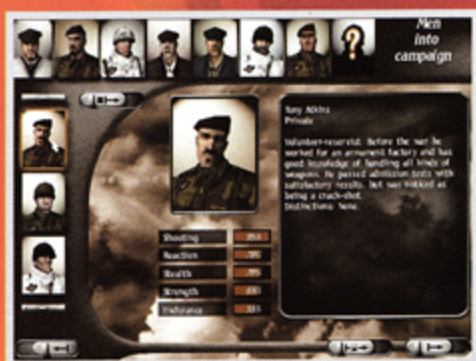 Men
into
campaign
Tony Atkins
Private
Volunteer-reservist. Before the war he
worked for an armament factory and has
good knowledge of handling all kinds of
weapons. He passed admission tests with
satisfactory results, but was noticed as
being a crack-shot.
Distinctions: None.
Shooting
Reaction
Stealth
Strength
Endurance